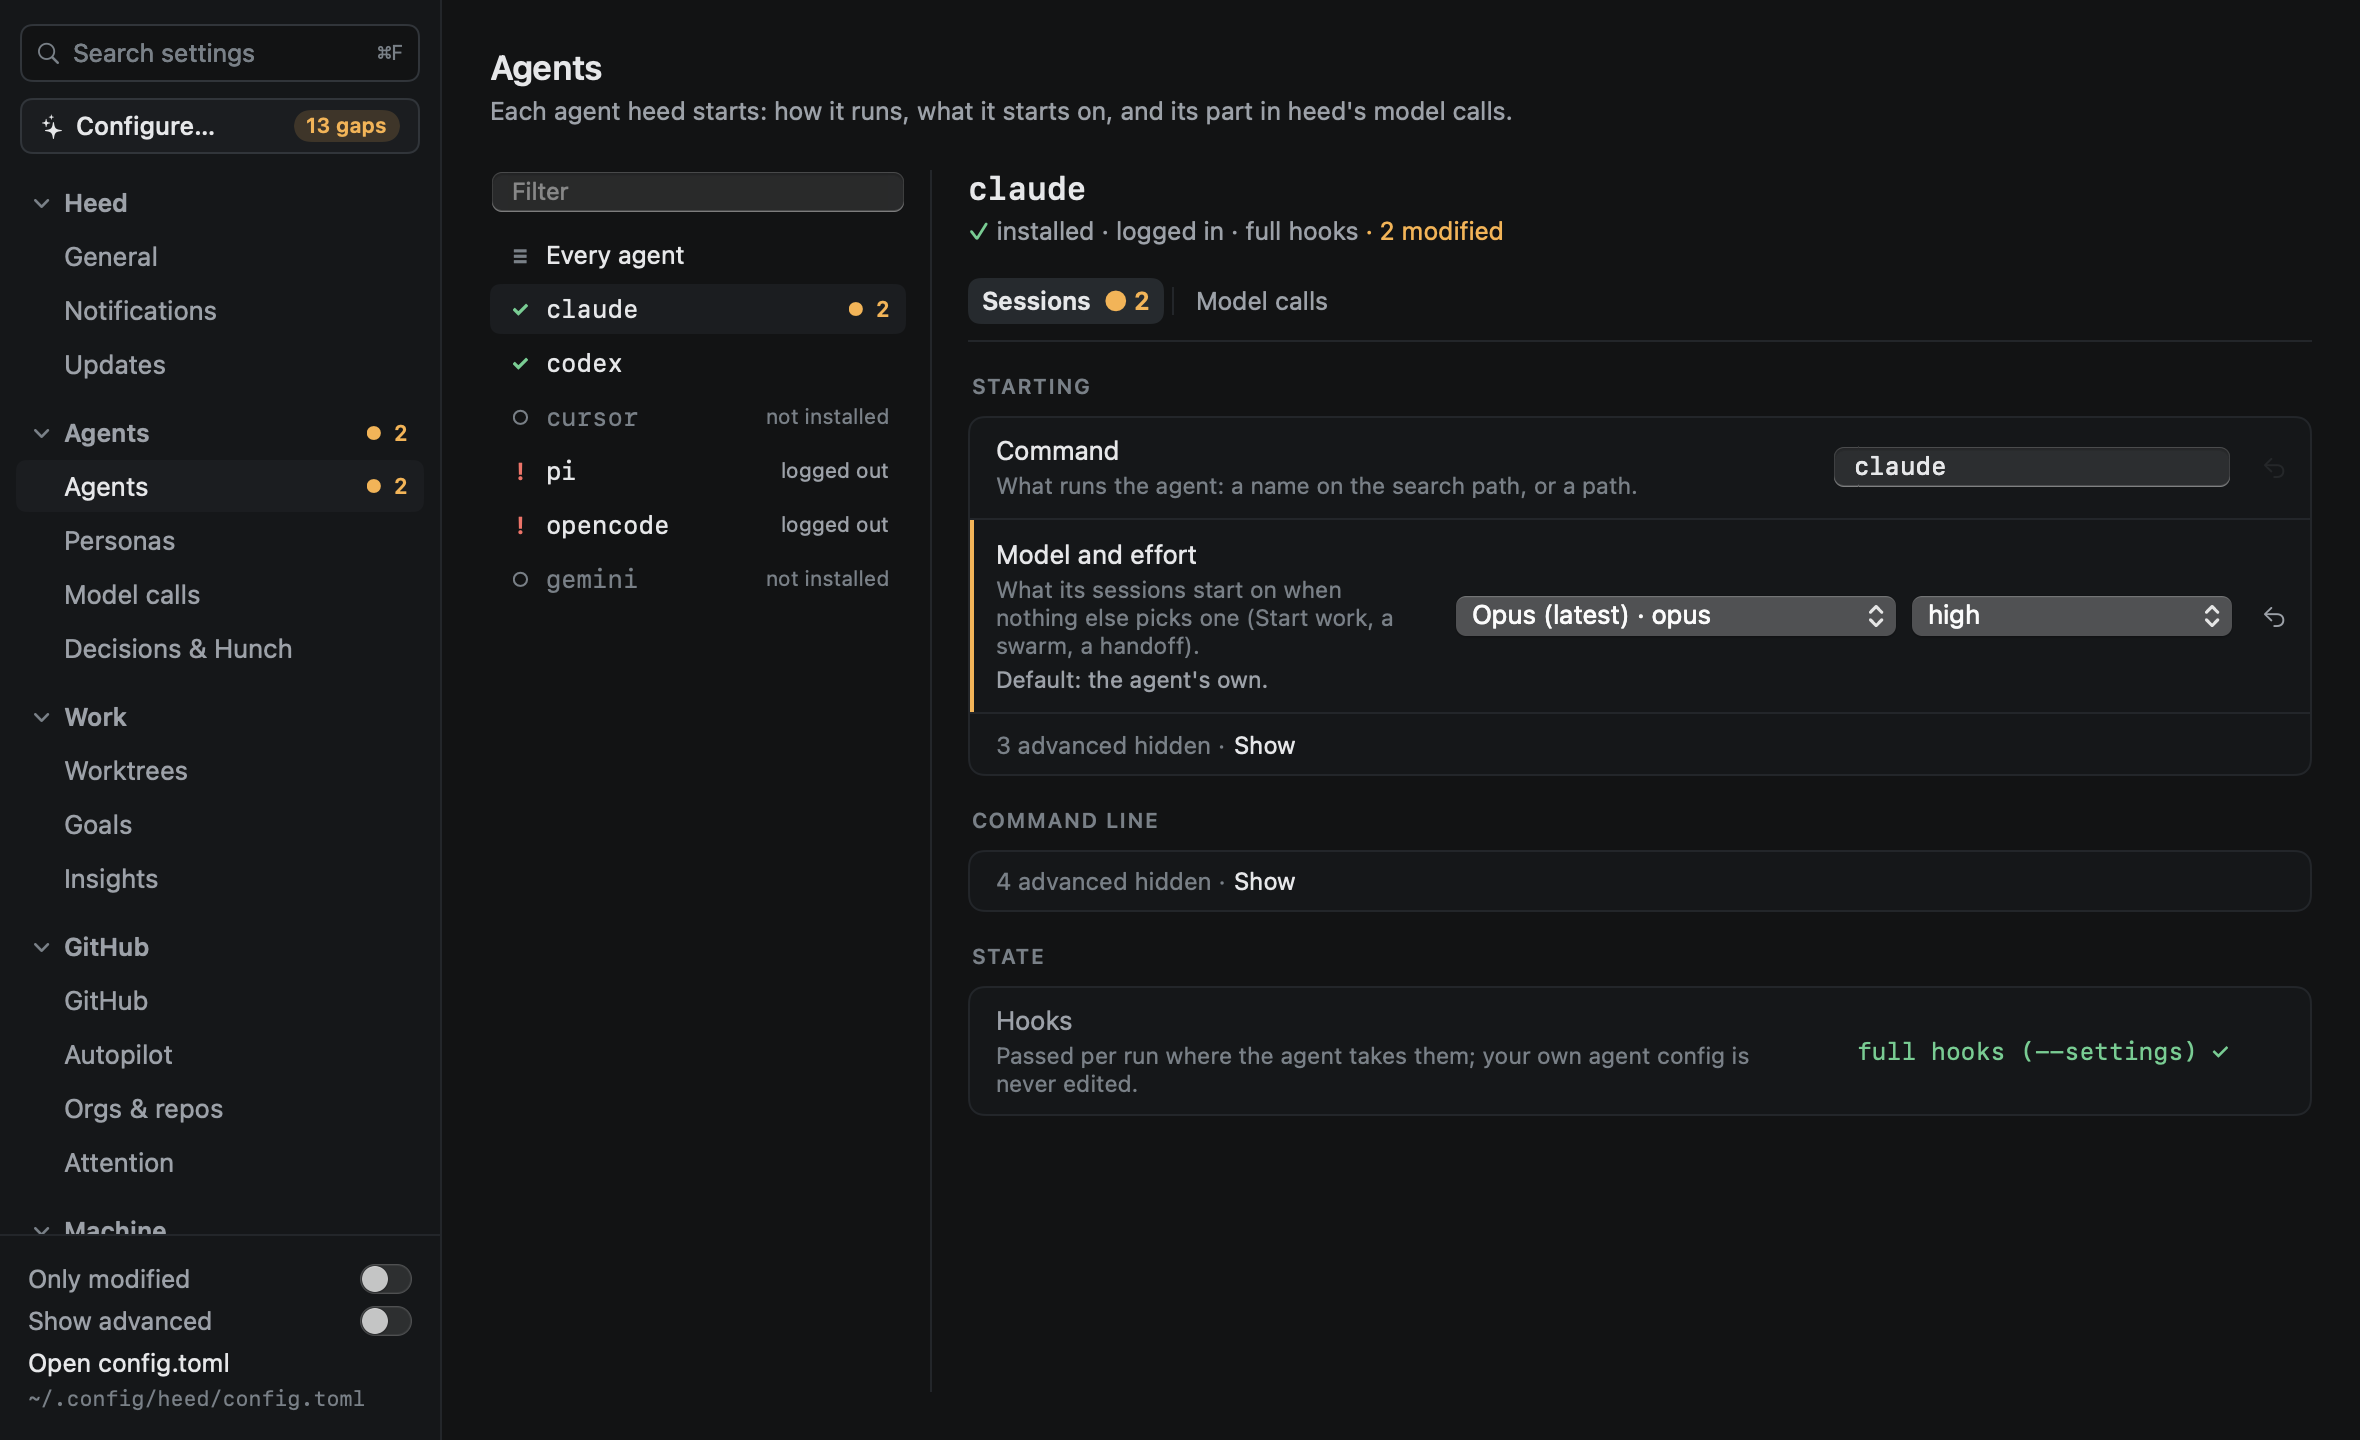 Search settings ⌘F
Configure... 13 gaps
Heed
General
Notifications
Updates
Agents 2
Agents 2
Personas
Model calls
Decisions & Hunch
Work
Worktrees
Goals
Insights
GitHub
GitHub
Autopilot
Orgs & repos
Attention
Machine
Only modified
Show advanced
Open config.toml
~/.config/heed/config.toml
Agents
Each agent heed starts: how it runs, what it starts on, and its part in heed's model calls.
Filter
Every agent
claude 2
codex
cursor not installed
! pi logged out
! opencode logged out
gemini not installed
claude
✓ installed · logged in · full hooks · 2 modified
Sessions 2 Model calls
STARTING
Command
What runs the agent: a name on the search path, or a path.
claude
Model and effort
What its sessions start on when
nothing else picks one (Start work, a
swarm, a handoff).
Default: the agent's own.
Opus (latest) · opus high
3 advanced hidden · Show
COMMAND LINE
4 advanced hidden · Show
STATE
Hooks
Passed per run where the agent takes them; your own agent config is
never edited.
full hooks (--settings) ✓